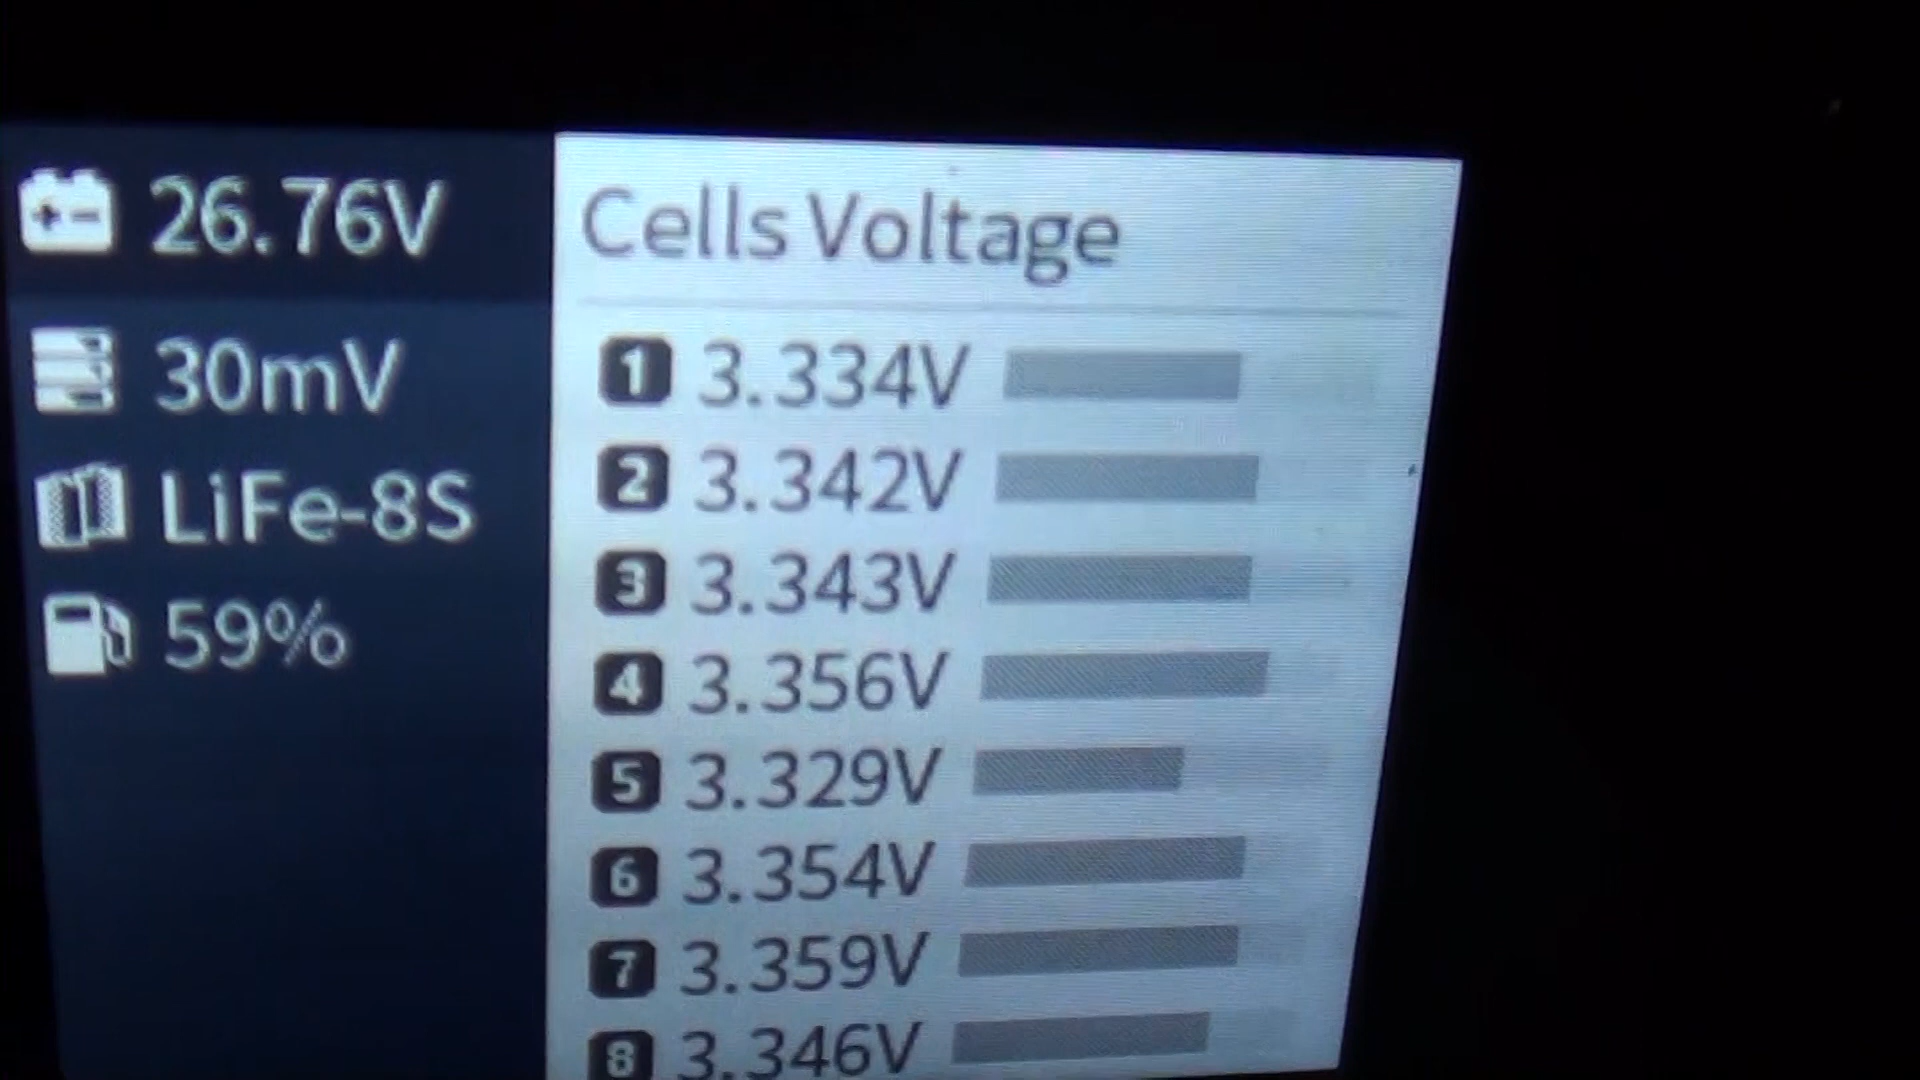 26.76V
30mV
LiFe-8S
59%
Cells Voltage
1 3.334V
2 3.342V
3 3.343V
4 3.356V
5 3.329V
6 3.354V
7 3.359V
8 3.346V